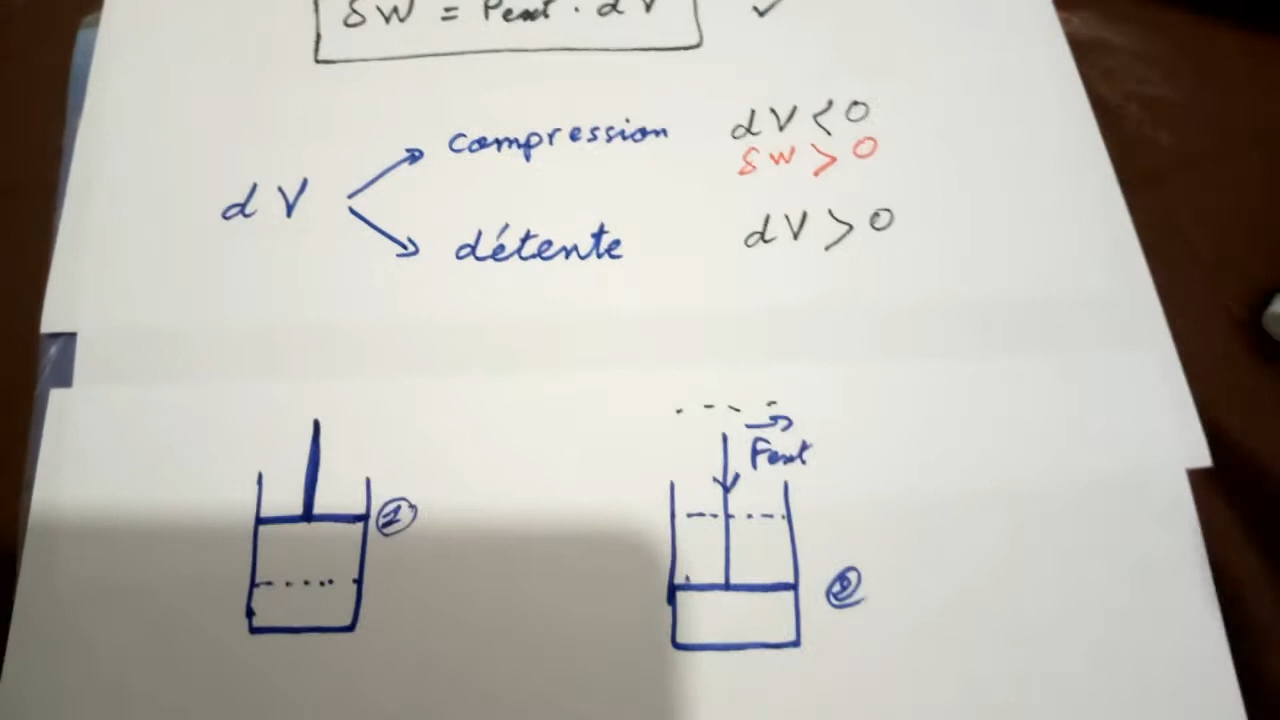 δW = Pext . dV ✓
compression dV < 0
δW > 0
dV
détente dV > 0
Fext
1
2